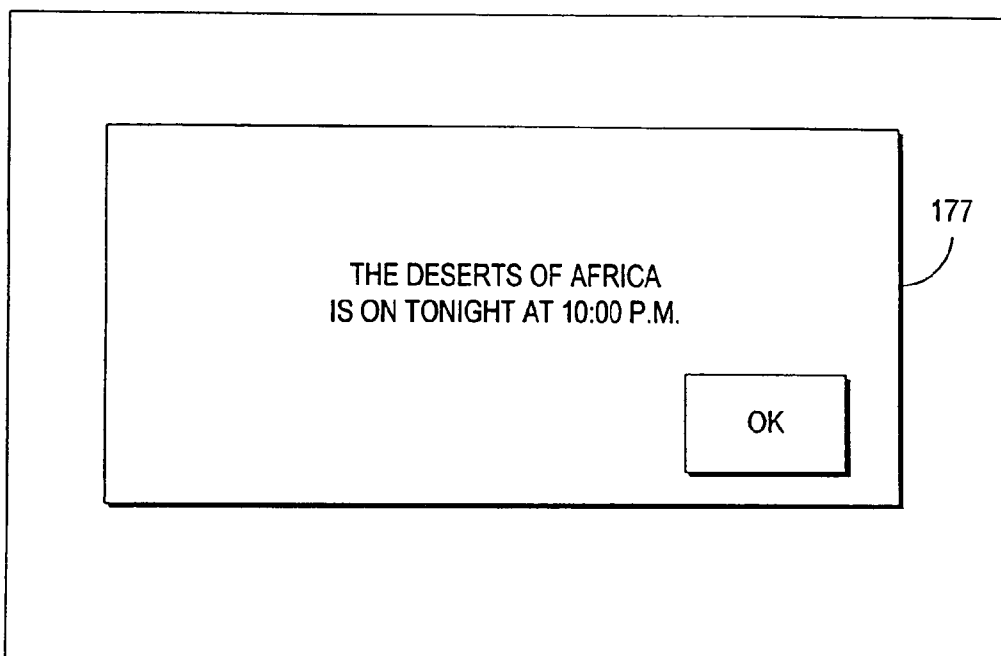 177
THE DESERTS OF AFRICA
IS ON TONIGHT AT 10:00 P.M.
OK